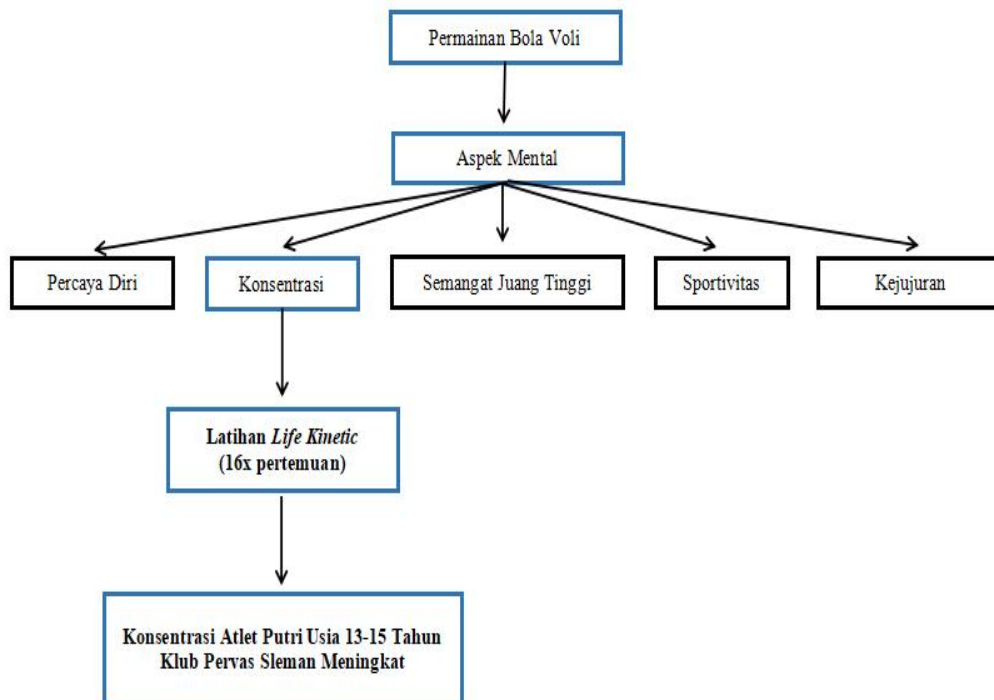 Permainan Bola Voli
Aspek Mental
Percaya Diri
Konsentrasi
Semangat Juang Tinggi
Sportivitas
Kejujuran
Latihan Life Kinetic
(16x pertemuan)
Konsentrasi Atlet Putri Usia 13-15 Tahun
Klub Pervas Sleman Meningkat